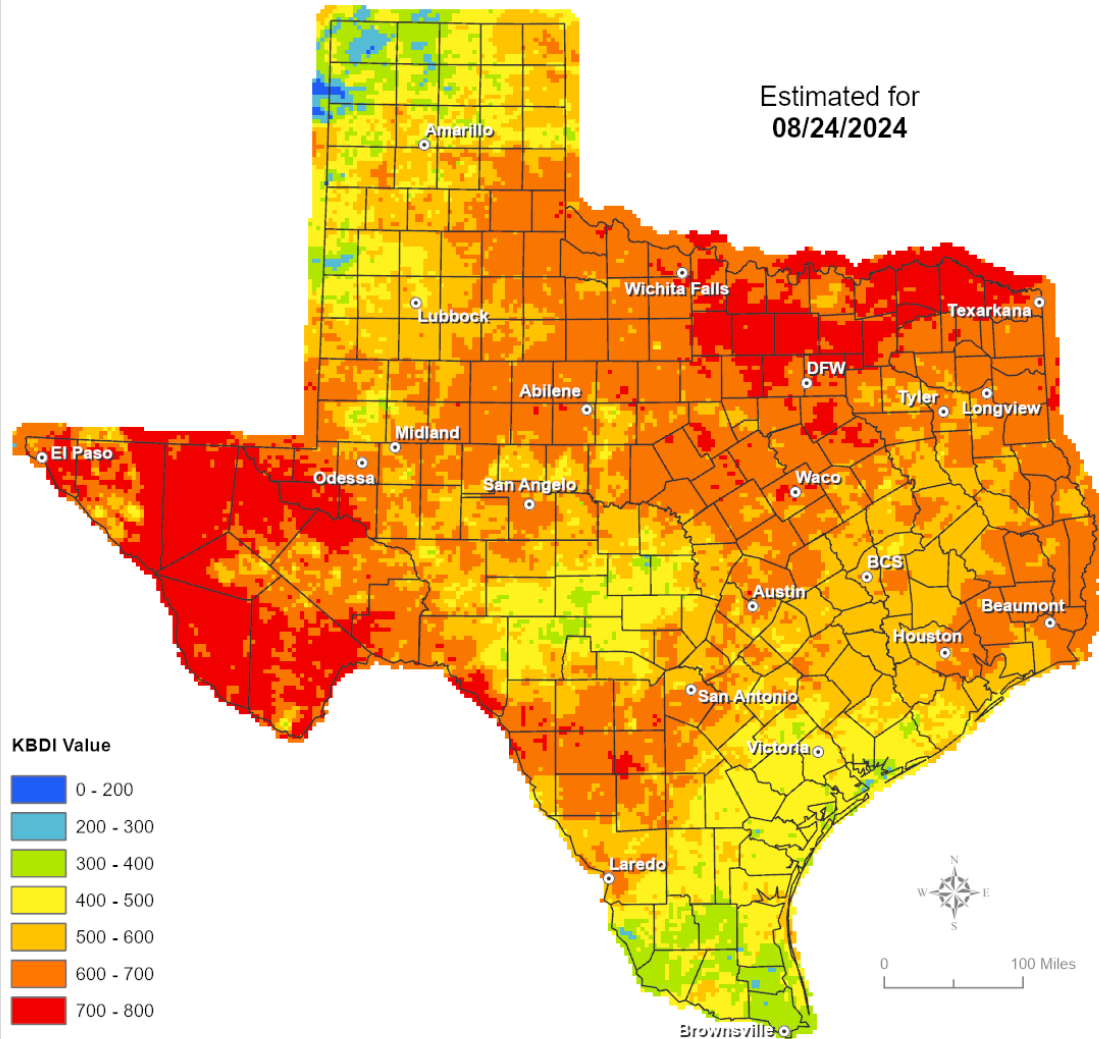 Estimated for
08/24/2024
Amarillo
Wichita Falls
Lubbock
Texarkana
DFW
Abilene
Tyler
Longview
Midland
El Paso
Odessa
San Angelo
Waco
BCS
Austin
Beaumont
Houston
San Antonio
Victoria
Laredo
Brownsville
KBDI Value
0 - 200
200 - 300
300 - 400
400 - 500
500 - 600
600 - 700
700 - 800
N
W
E
S
0
100 Miles